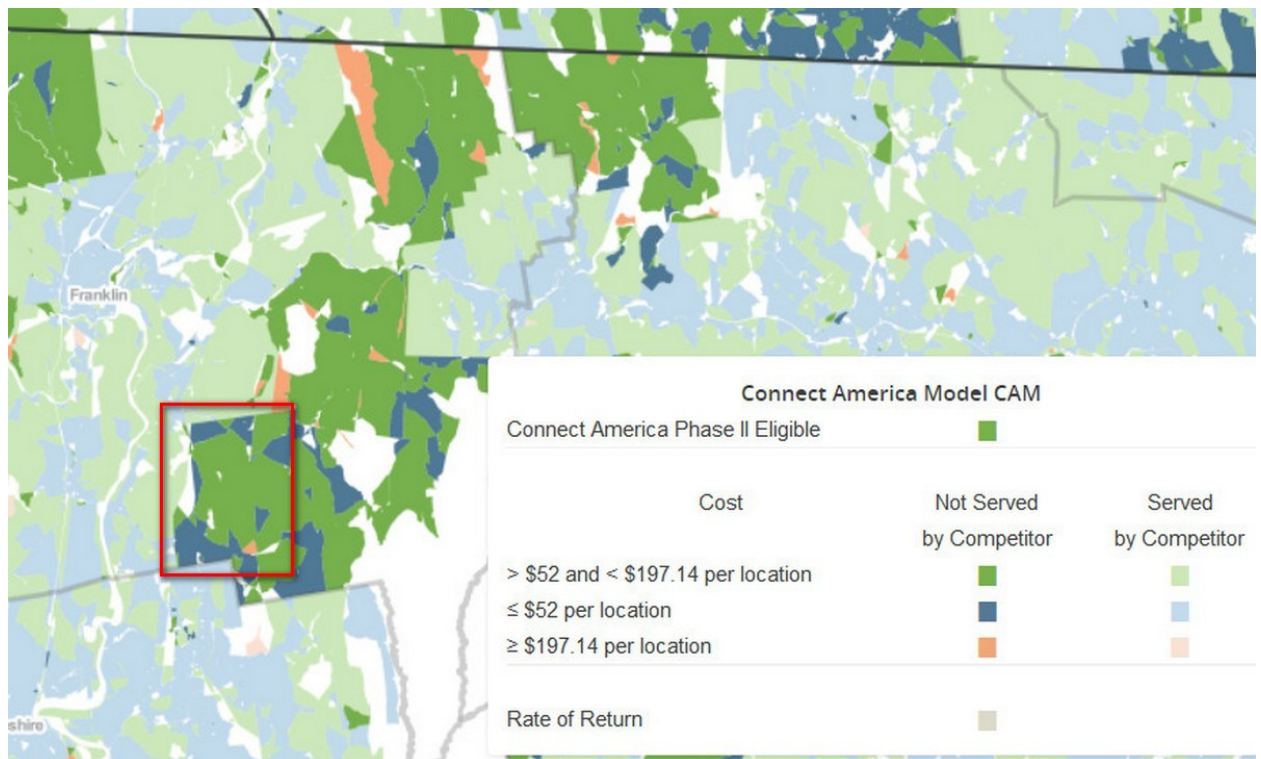 Franklin
Connect America Model CAM
Connect America Phase II Eligible
Cost Not Served by Competitor Served by Competitor
> $52 and < $197.14 per location
≤ $52 per location
≥ $197.14 per location
Rate of Return
shire